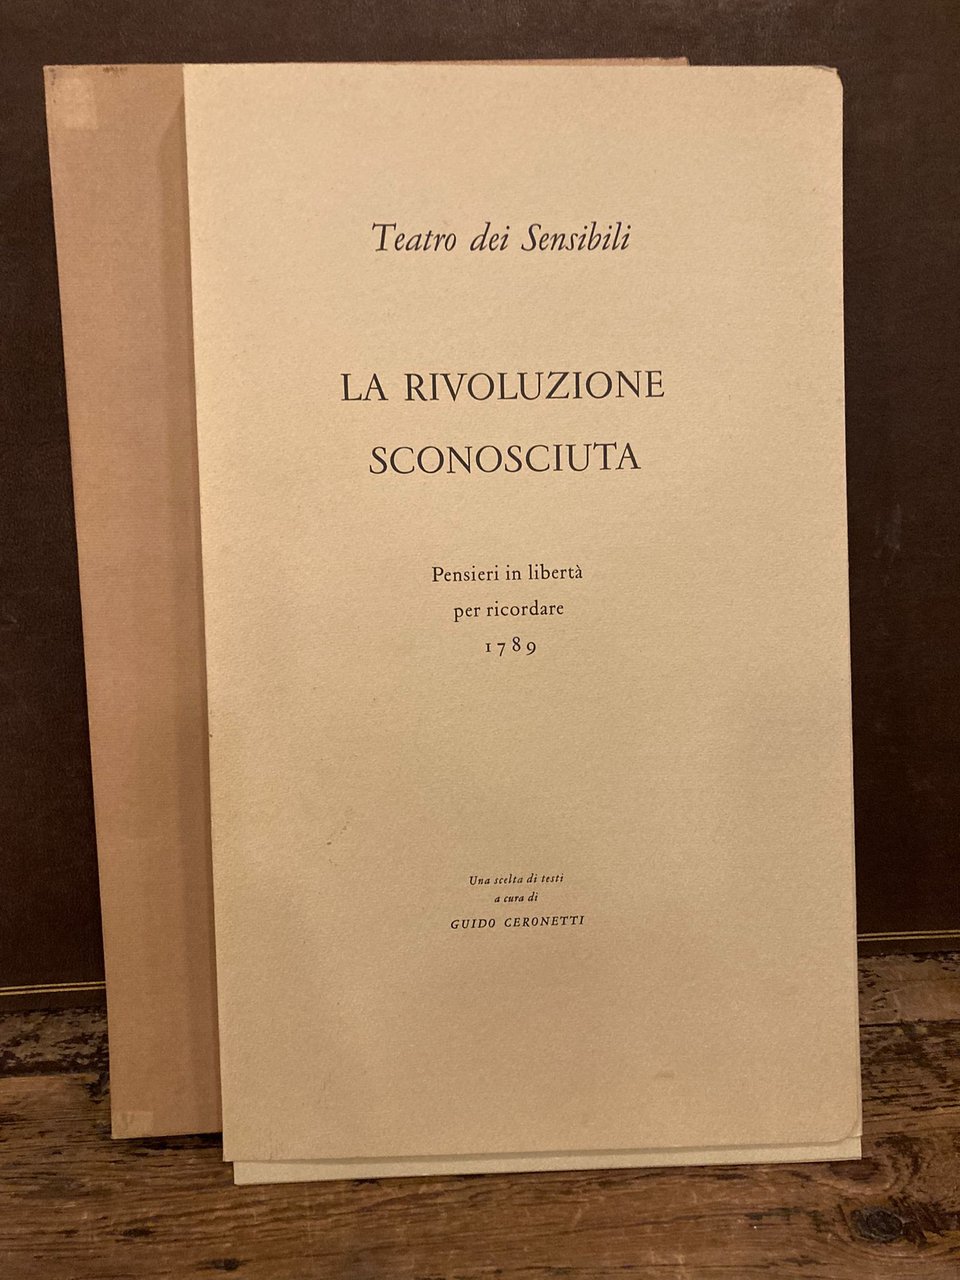 Teatro dei Sensibili
LA RIVOLUZIONE
SCONOSCIUTA
Pensieri in libertà
per ricordare
1789
Una scelta di testi
a cura di
GUIDO CERONETTI